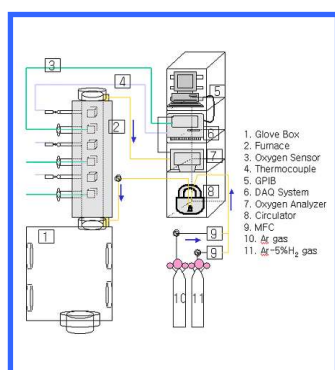 3
4
5
2
6
7
8
1
9
9
10
11
1. Glove Box
2. Furnace
3. Oxygen Sensor
4. Thermocouple
5. GPIB
6. DAQ System
7. Oxygen Analyzer
8. Circulator
9. MFC
10. Ar gas
11. Ar-5%H₂ gas